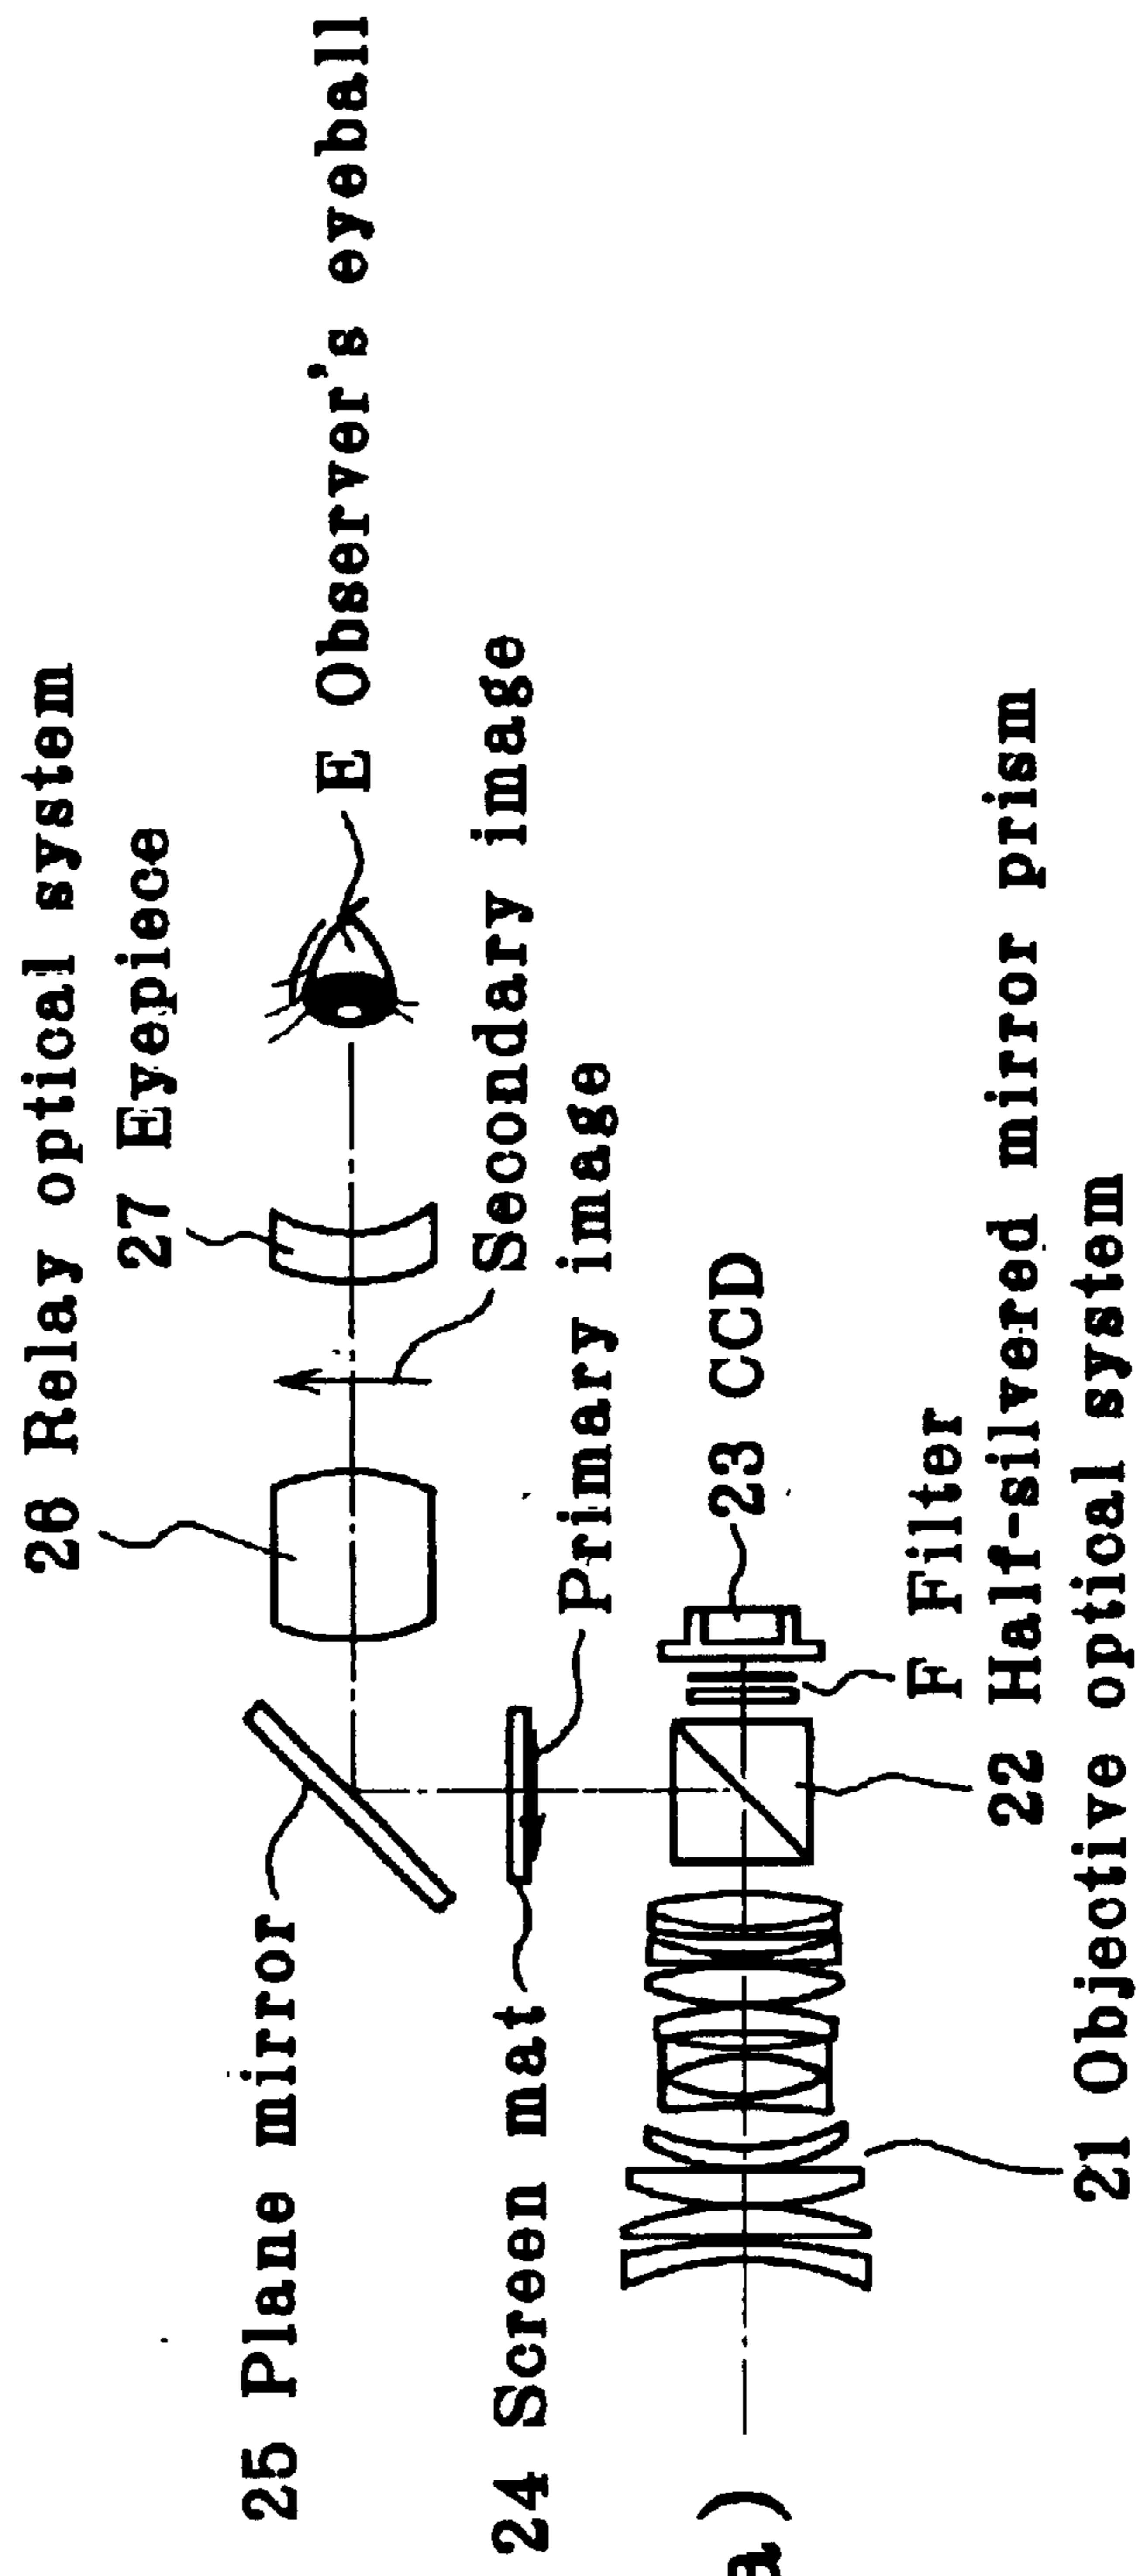 26 Relay optical system
27 Eyepiece
25 Plane mirror
E Observer's eyeball
Secondary image
24 Screen mat
Primary image
a)
23 CCD
F Filter
22 Half-silvered mirror prism
21 Objective optical system